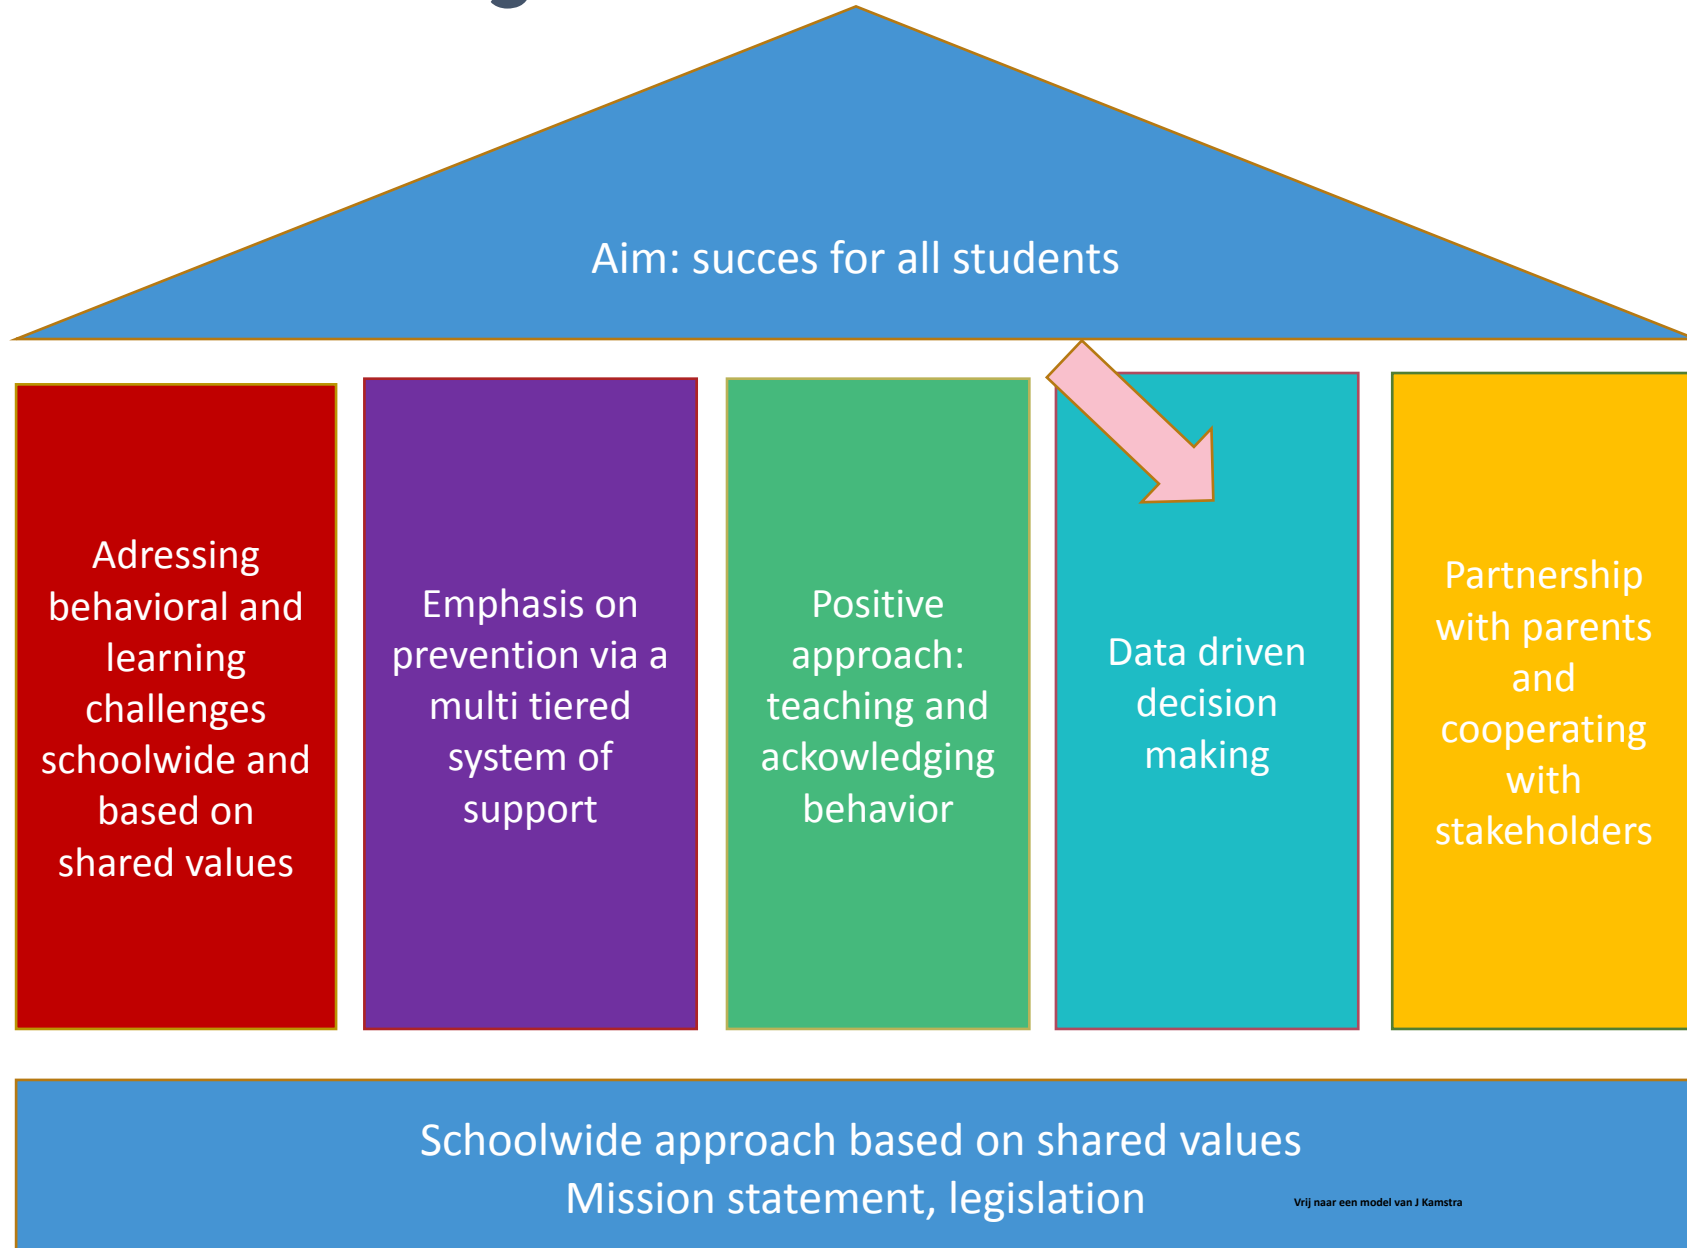 Aim: succes for all students
Adressing
behavioral and
learning
challenges
schoolwide and
based on
shared values
Emphasis on
prevention via a
multi tiered
system of
support
Positive
approach:
teaching and
ackowledging
behavior
Data driven
decision
making
Partnership
with parents
and
cooperating
with
stakeholders
Schoolwide approach based on shared values
Mission statement, legislation
Vrij naar een model van J Kamstra